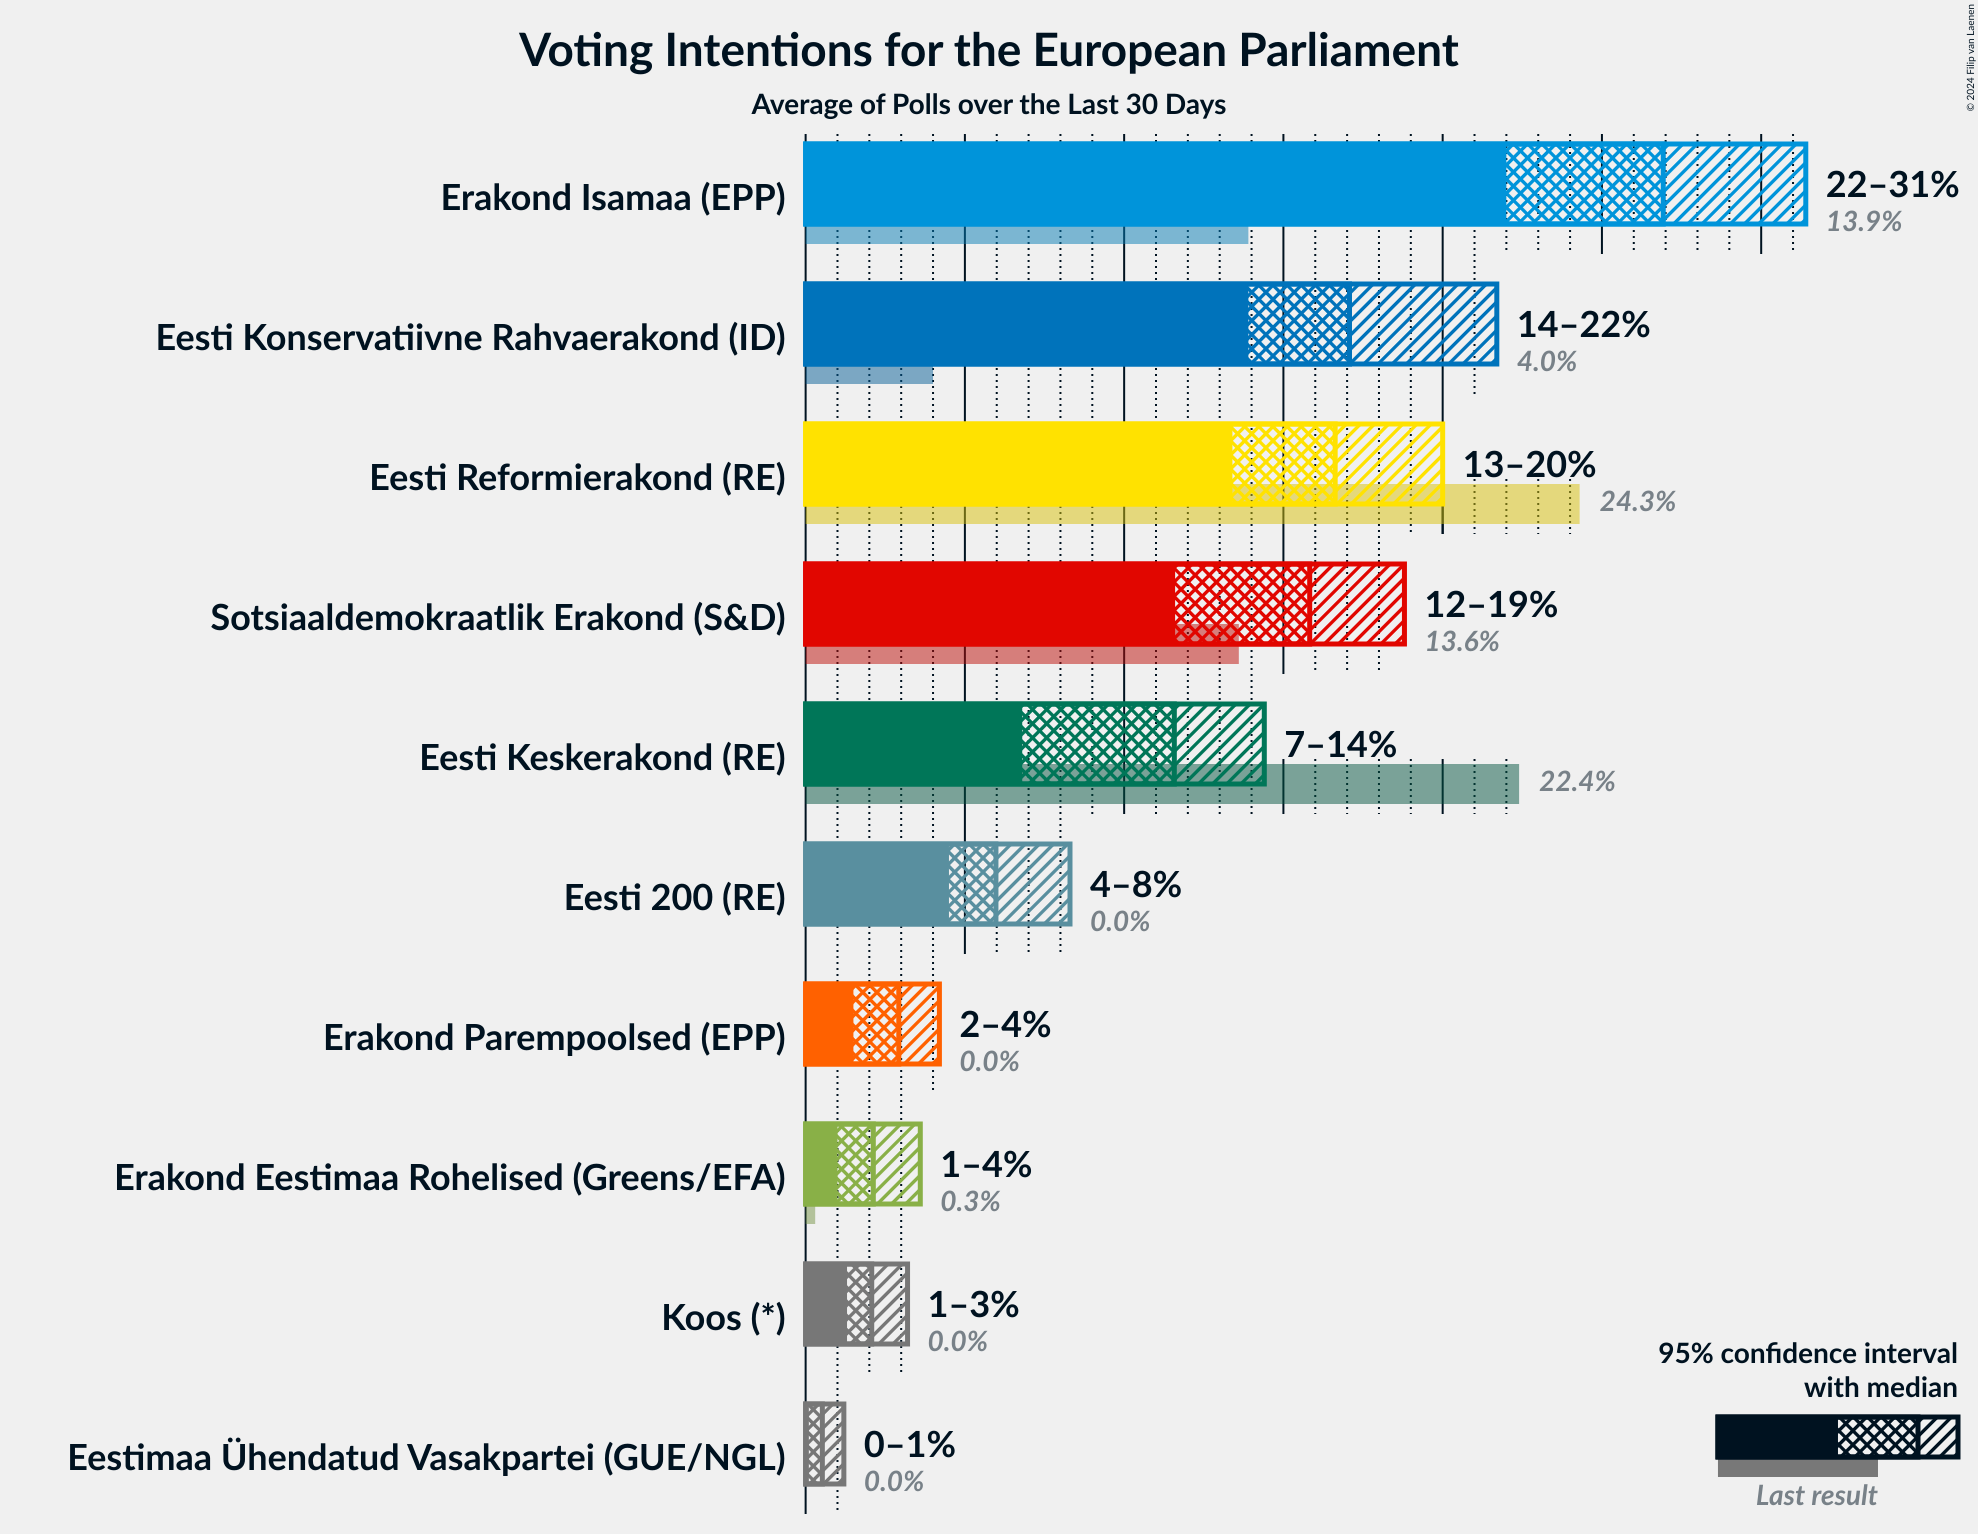 Voting Intentions for the European Parliament
Average of Polls over the Last 30 Days
© 2024 Filip van Laenen
Erakond Isamaa (EPP)
22–31%
13.9%
Eesti Konservatiivne Rahvaerakond (ID)
14–22%
4.0%
Eesti Reformierakond (RE)
13–20%
24.3%
Sotsiaaldemokraatlik Erakond (S&D)
12–19%
13.6%
Eesti Keskerakond (RE)
7–14%
22.4%
Eesti 200 (RE)
4–8%
0.0%
Erakond Parempoolsed (EPP)
2–4%
0.0%
Erakond Eestimaa Rohelised (Greens/EFA)
1–4%
0.3%
Koos (*)
1–3%
0.0%
Eestimaa Ühendatud Vasakpartei (GUE/NGL)
0–1%
0.0%
95% confidence interval
with median
Last result